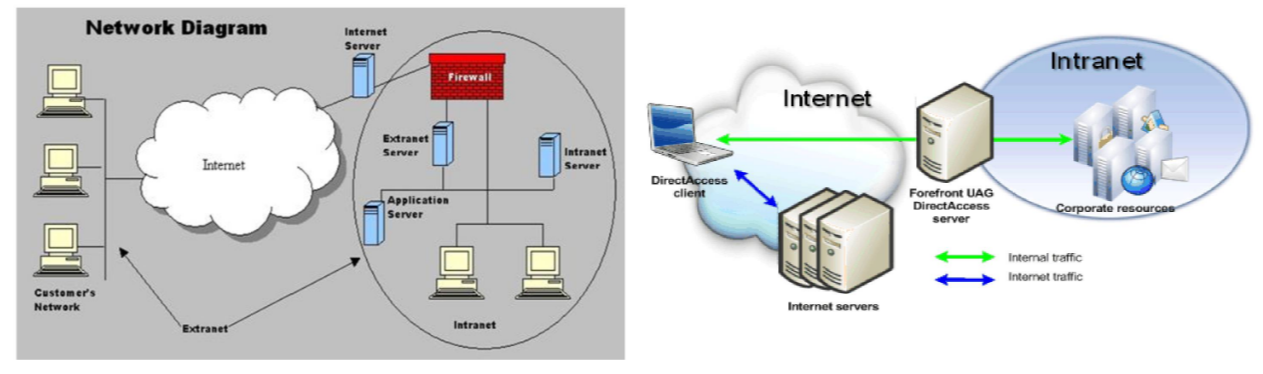 Network Diagram
Internet
Server
Firewall
Internet
Extranet
Server
Intranet
Server
Application
Server
Customer's
Network
Extranet
Intranet
Intranet
Internet
DirectAccess
client
Forefront UAG
DirectAccess
server
Corporate resources
Internal traffic
Internet traffic
Internet servers